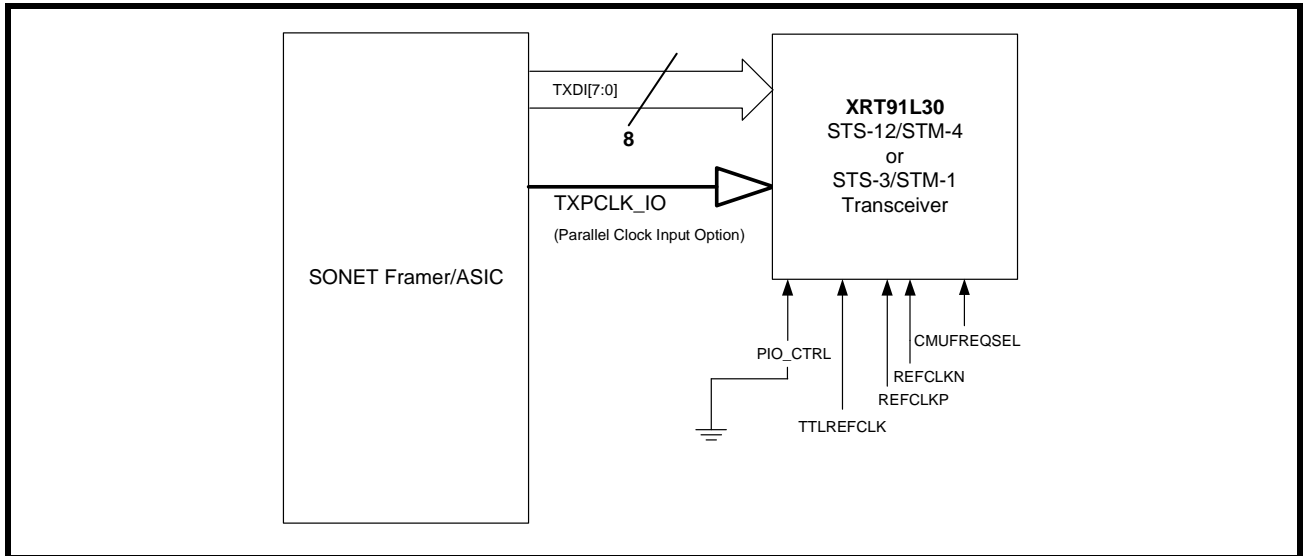 TXDI[7:0]
8
TXPCLK_IO
(Parallel Clock Input Option)
SONET Framer/ASIC
XRT91L30
STS-12/STM-4
or
STS-3/STM-1
Transceiver
PIO_CTRL
CMUFREQSEL
REFCLKN
REFCLKP
TTLREFCLK